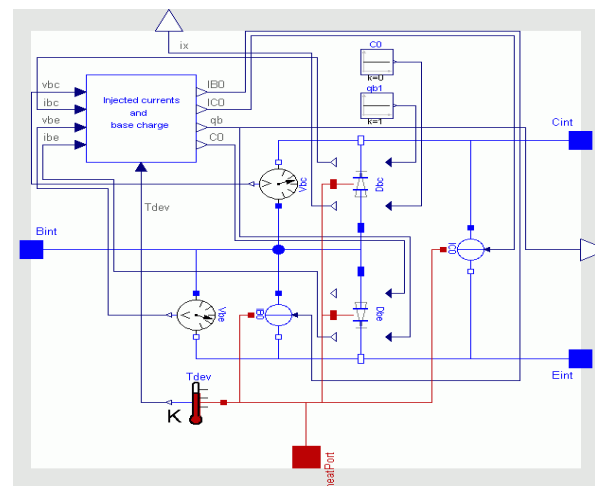 ix
C0
k=0
vbc
ibc
vbe
ibe
Injected currents
and
base charge
IB0
IC0
qb
C0
qb1
k=1
Cint
Vbc
Dbc
Tdev
Bint
IC0
Vbe
IB0
Dbe
Tdev
K
Eint
heatPort